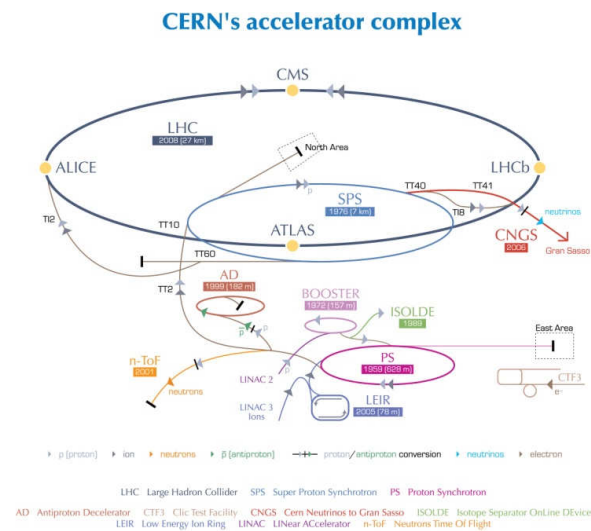 CERN's accelerator complex
CMS
LHC
2008 (27 km)
North Area
ALICE
LHCb
p
SPS
1976 (7 km)
TT40
TT41
TI2
TI8
TT10
ATLAS
neutrinos
CNGS
2006
Gran Sasso
TT60
AD
1999 (182 m)
TT2
BOOSTER
1972 (157 m)
ISOLDE
1989
p
p
East Area
n-ToF
2001
PS
1959 (628 m)
LINAC 2
p
neutrons
CTF3
e-
LEIR
2005 (78 m)
LINAC 3
Ions
p (proton) ion neutrons p̄ (antiproton) proton/antiproton conversion neutrinos electron
LHC Large Hadron Collider SPS Super Proton Synchrotron PS Proton Synchrotron
AD Antiproton Decelerator CTF3 Clic Test Facility CNGS Cern Neutrinos to Gran Sasso ISOLDE Isotope Separator OnLine DEvice
LEIR Low Energy Ion Ring LINAC LINear ACcelerator n-ToF Neutrons Time Of Flight